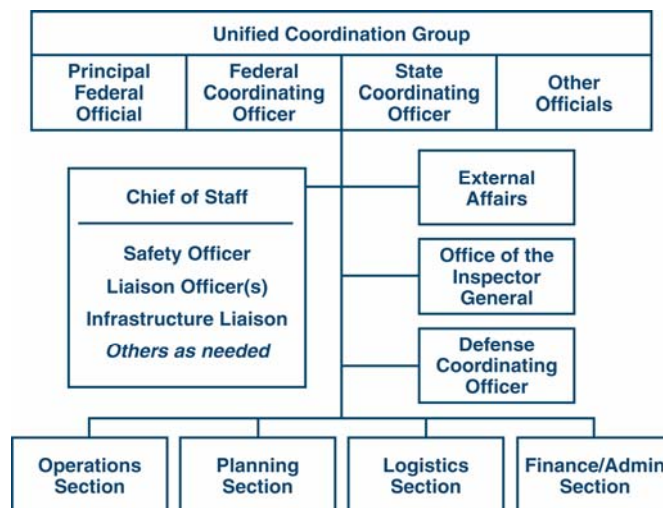 Unified Coordination Group
Principal
Federal
Official
Federal
Coordinating
Officer
State
Coordinating
Officer
Other
Officials
Chief of Staff
Safety Officer
Liaison Officer(s)
Infrastructure Liaison
Others as needed
External
Affairs
Office of the
Inspector
General
Defense
Coordinating
Officer
Operations
Section
Planning
Section
Logistics
Section
Finance/Admin
Section